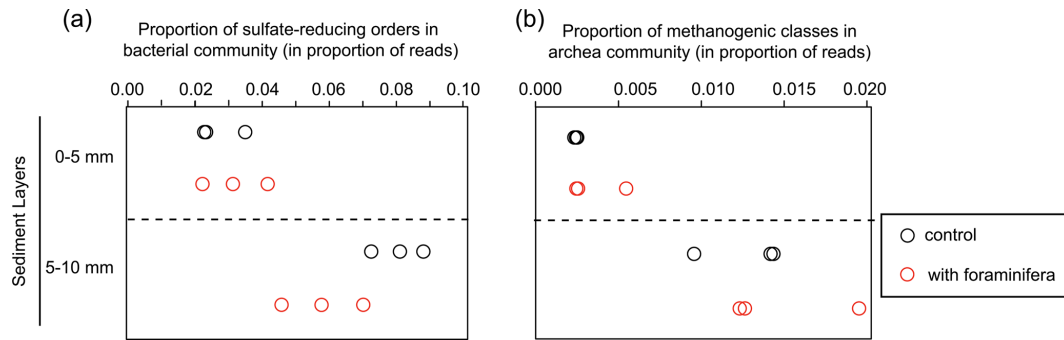 (a)
Proportion of sulfate-reducing orders in
bacterial community (in proportion of reads)
0.00 0.02 0.04 0.06 0.08 0.10
(b)
Proportion of methanogenic classes in
archea community (in proportion of reads)
0.000 0.005 0.010 0.015 0.020
Sediment Layers
0-5 mm
5-10 mm
control
with foraminifera